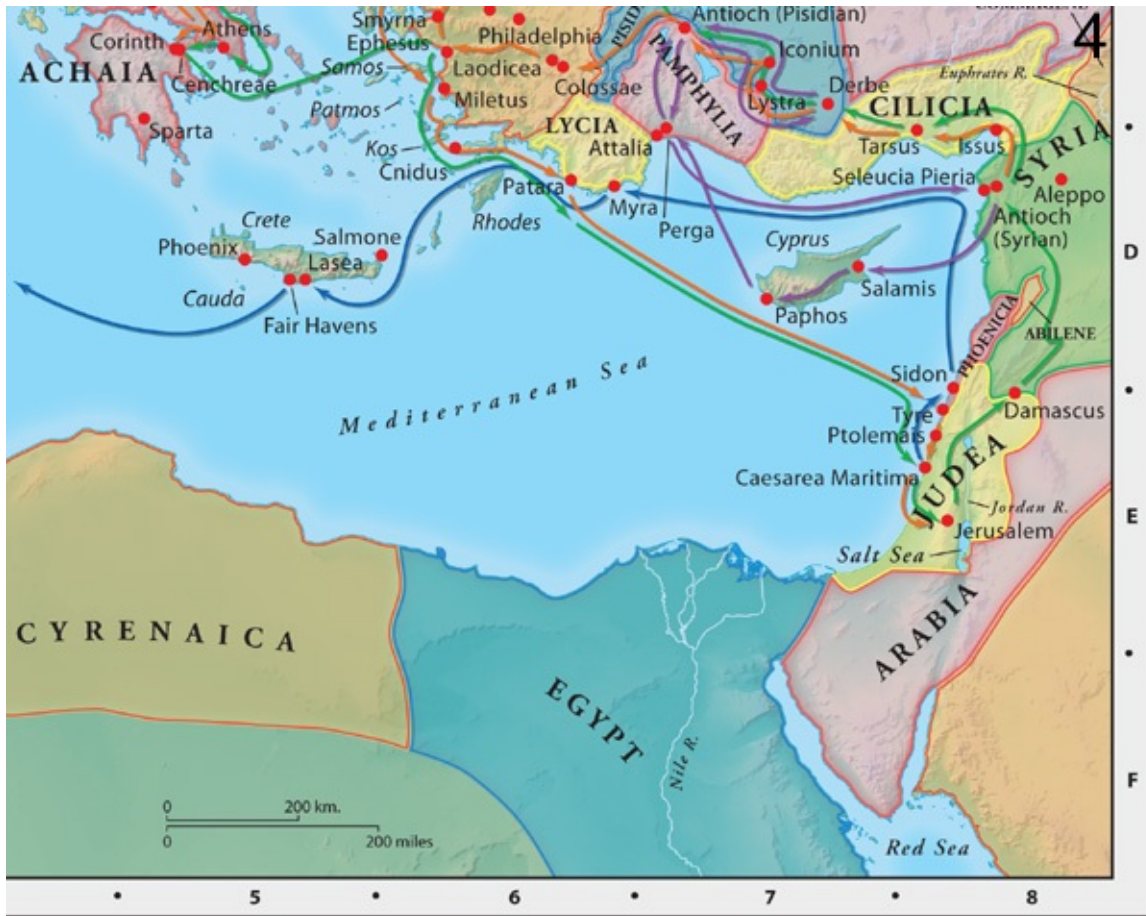 COMMAGENE
4
Smyrna
Athens
Corinth
Ephesus
Philadelphia
PISID
Antioch (Pisidian)
Iconium
ACHAIA
Samos
Laodicea
PAMPHYLIA
Euphrates R.
Cenchreae
Colossae
Derbe
Patmos
Miletus
Lystra
CILICIA
Sparta
LYCIA
SYRIA
Kos
Attalia
Tarsus
Issus
Cnidus
Patara
Seleucia Pieria
Aleppo
Crete
Rhodes
Myra
Perga
Cyprus
Antioch
(Syrian)
Phoenix
Salmone
Lasea
D
Cauda
Salamis
Fair Havens
Paphos
PHOENICIA
ABILENE
Mediterranean Sea
Sidon
Tyre
Damascus
Ptolemais
JUDEA
Caesarea Maritima
Jordan R.
E
Jerusalem
Salt Sea
CYRENAICA
ARABIA
EGYPT
Nile R.
F
0
200 km.
0
200 miles
Red Sea
5
6
7
8